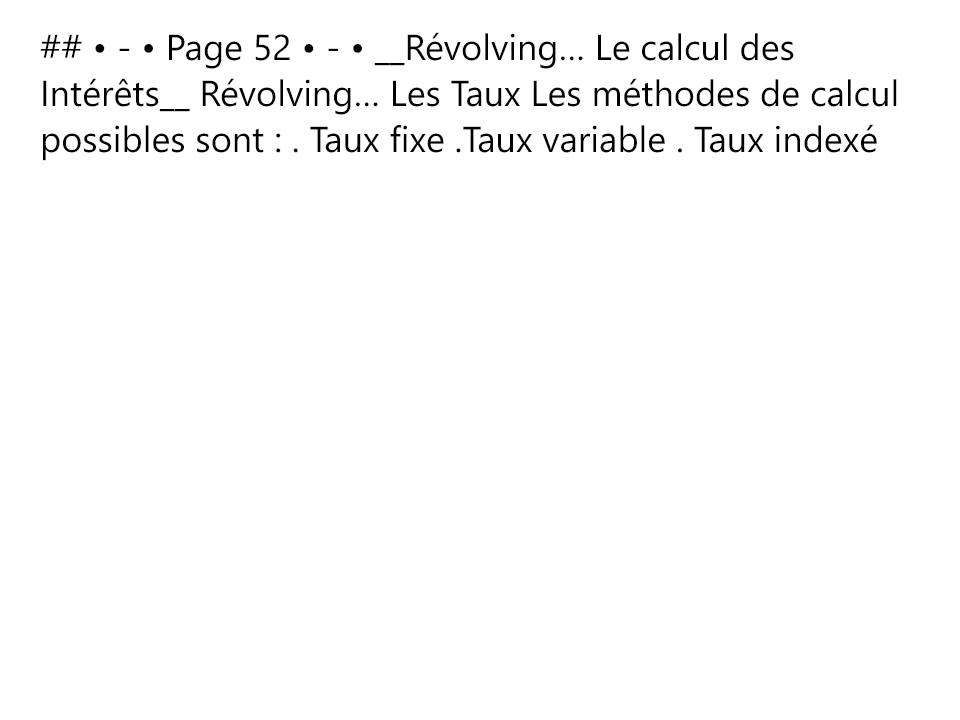 ## • - • Page 52 • - • __Révolving... Le calcul des
Intérêts__ Révolving... Les Taux Les méthodes de calcul
possibles sont : . Taux fixe .Taux variable . Taux indexé